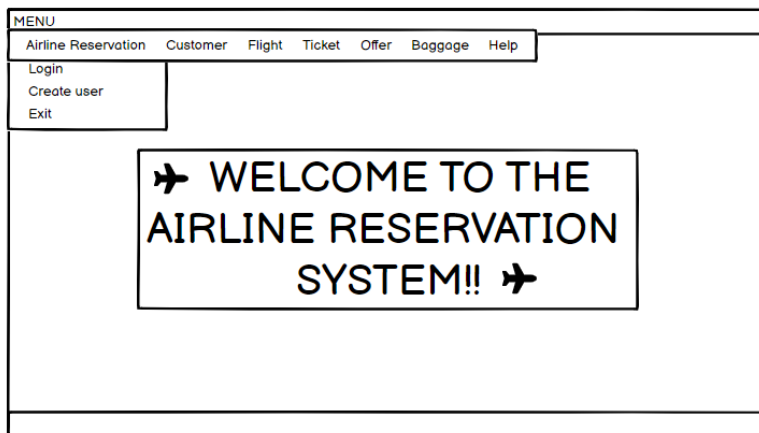 MENU
Airline Reservation Customer Flight Ticket Offer Baggage Help
Login
Create user
Exit
WELCOME TO THE
AIRLINE RESERVATION
SYSTEM!!